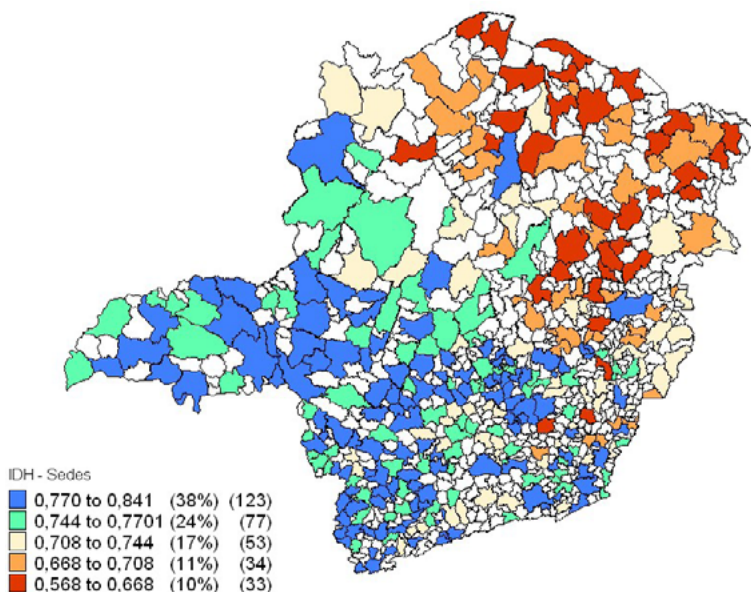 IDH - Sedes
0,770 to 0,841 (38%) (123)
0,744 to 0,7701 (24%) (77)
0,708 to 0,744 (17%) (53)
0,668 to 0,708 (11%) (34)
0,568 to 0,668 (10%) (33)